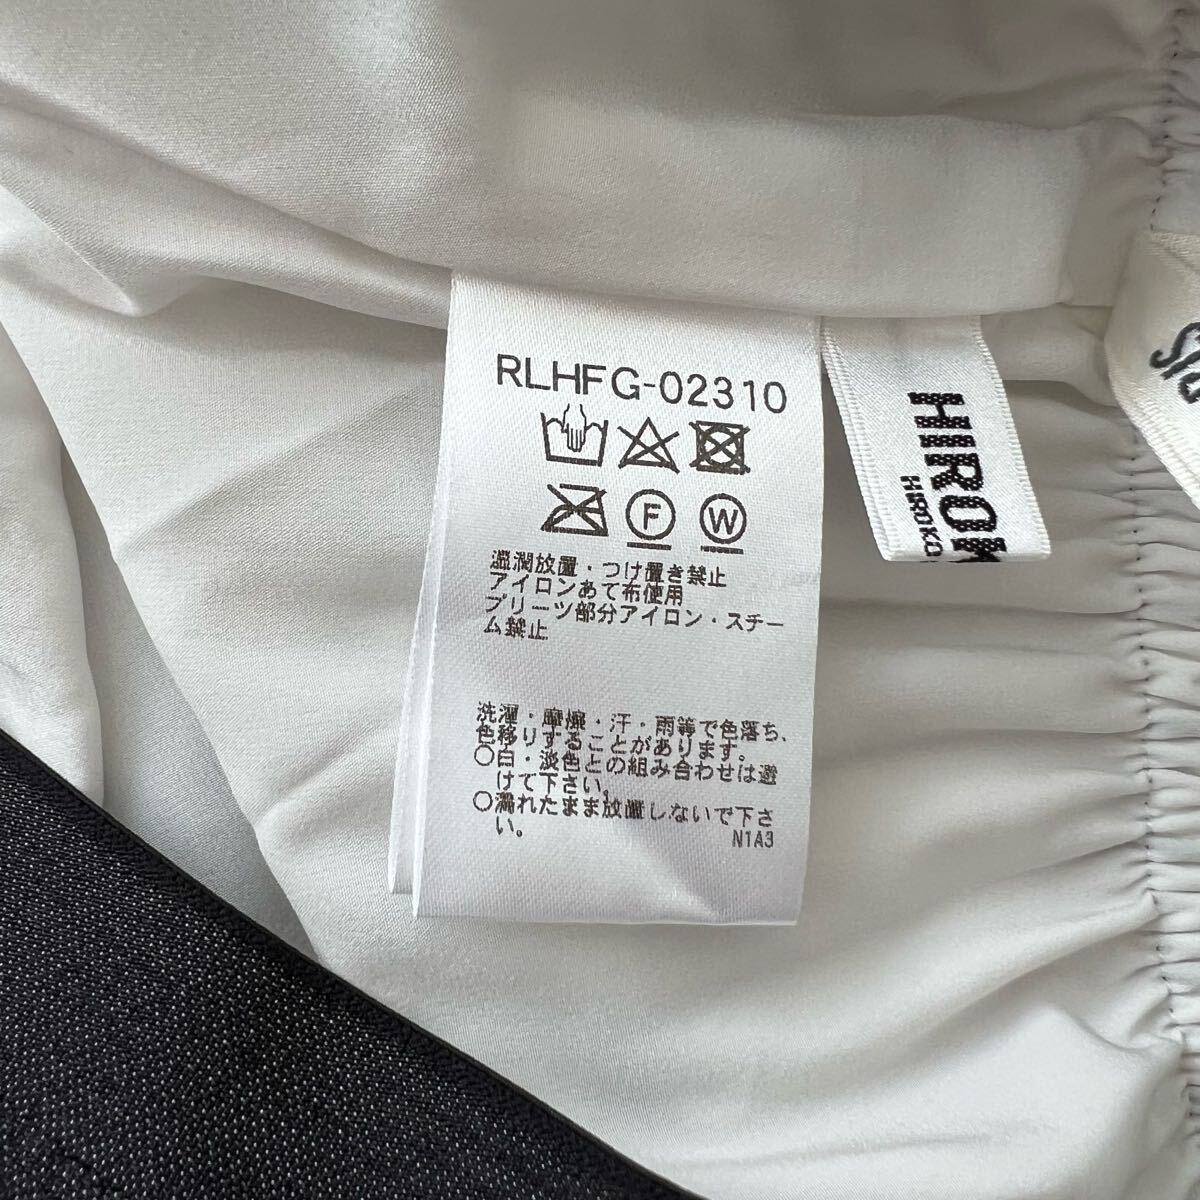 RLHFG-02310
F
W
温潤放置・つけ置き禁止
アイロンあて布使用
プリーツ部分アイロン・スチー
ム禁止
洗濯・摩擦・汗・雨等で色落ち、
色移りすることがあります。
○白・淡色との組み合わせは避
けて下さい。
○濡れたまま放置しないで下さ
い。
N1A3
HIROK
HIROKO